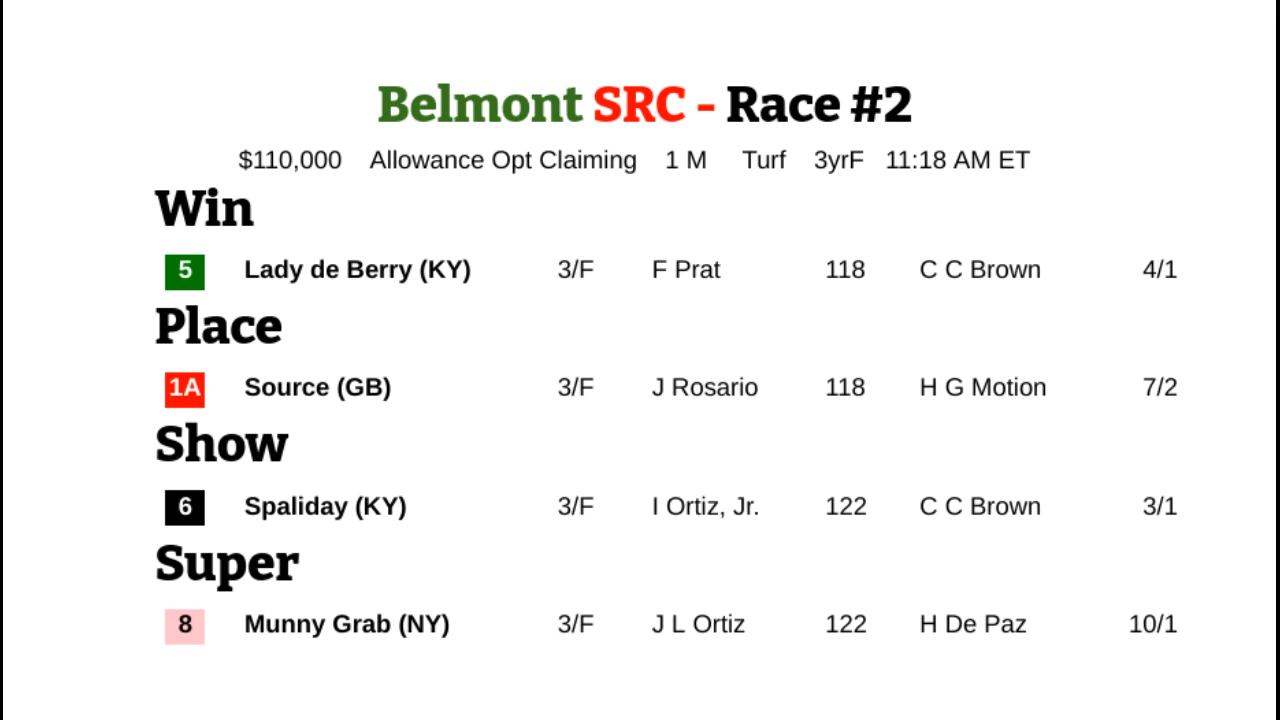 Belmont SRC - Race #2
$110,000 Allowance Opt Claiming 1 M Turf 3yrF 11:18 AM ET
Win
5 Lady de Berry (KY) 3/F F Prat 118 C C Brown 4/1
Place
1A Source (GB) 3/F J Rosario 118 H G Motion 7/2
Show
6 Spaliday (KY) 3/F I Ortiz, Jr. 122 C C Brown 3/1
Super
8 Munny Grab (NY) 3/F J L Ortiz 122 H De Paz 10/1